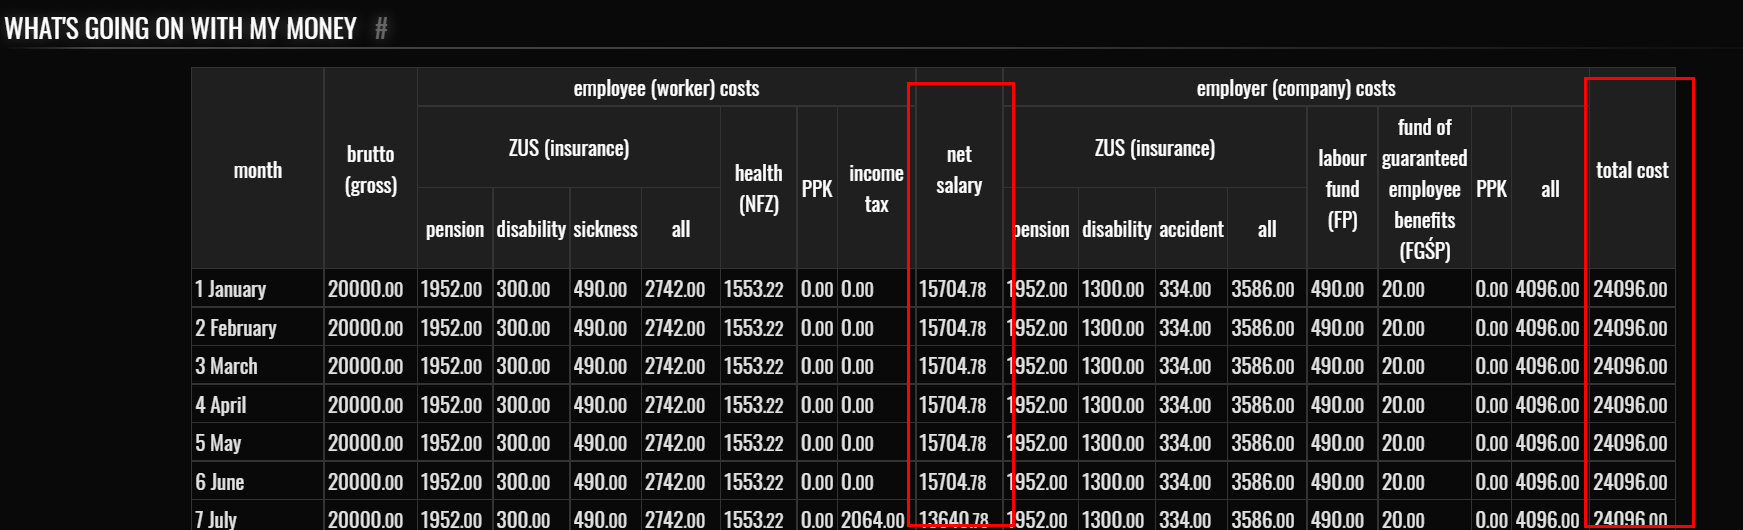 WHAT'S GOING ON WITH MY MONEY #
month
brutto
(gross)
employee (worker) costs
ZUS (insurance)
pension disability sickness all
health
(NFZ)
PPK
income
tax
net
salary
employer (company) costs
ZUS (insurance)
pension disability accident all
labour
fund
(FP)
fund of
guaranteed
employee
benefits
(FGŚP)
PPK
all
total cost
1 January 20000.00 1952.00 300.00 490.00 2742.00 1553.22 0.00 0.00 15704.78 1952.00 1300.00 334.00 3586.00 490.00 20.00 0.00 4096.00 24096.00
2 February 20000.00 1952.00 300.00 490.00 2742.00 1553.22 0.00 0.00 15704.78 1952.00 1300.00 334.00 3586.00 490.00 20.00 0.00 4096.00 24096.00
3 March 20000.00 1952.00 300.00 490.00 2742.00 1553.22 0.00 0.00 15704.78 1952.00 1300.00 334.00 3586.00 490.00 20.00 0.00 4096.00 24096.00
4 April 20000.00 1952.00 300.00 490.00 2742.00 1553.22 0.00 0.00 15704.78 1952.00 1300.00 334.00 3586.00 490.00 20.00 0.00 4096.00 24096.00
5 May 20000.00 1952.00 300.00 490.00 2742.00 1553.22 0.00 0.00 15704.78 1952.00 1300.00 334.00 3586.00 490.00 20.00 0.00 4096.00 24096.00
6 June 20000.00 1952.00 300.00 490.00 2742.00 1553.22 0.00 0.00 15704.78 1952.00 1300.00 334.00 3586.00 490.00 20.00 0.00 4096.00 24096.00
7 July 20000.00 1952.00 300.00 490.00 2742.00 1553.22 0.00 2064.00 13640.78 1952.00 1300.00 334.00 3586.00 490.00 20.00 0.00 4096.00 24096.00